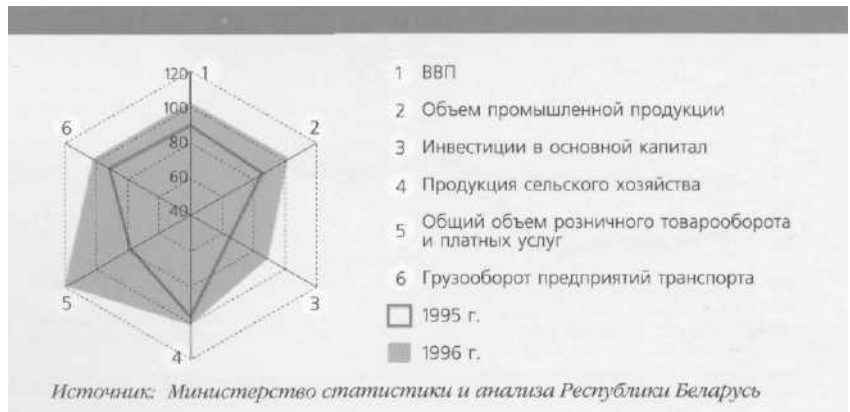 120
1
100
6
2
80
60
40
5
3
4
1 ВВП
2 Объем промышленной продукции
3 Инвестиции в основной капитал
4 Продукция сельского хозяйства
5 Общий объем розничного товарооборота
и платных услуг
6 Грузооборот предприятий транспорта
1995 г.
1996 г.
Источник: Министерство статистики и анализа Республики Беларусь